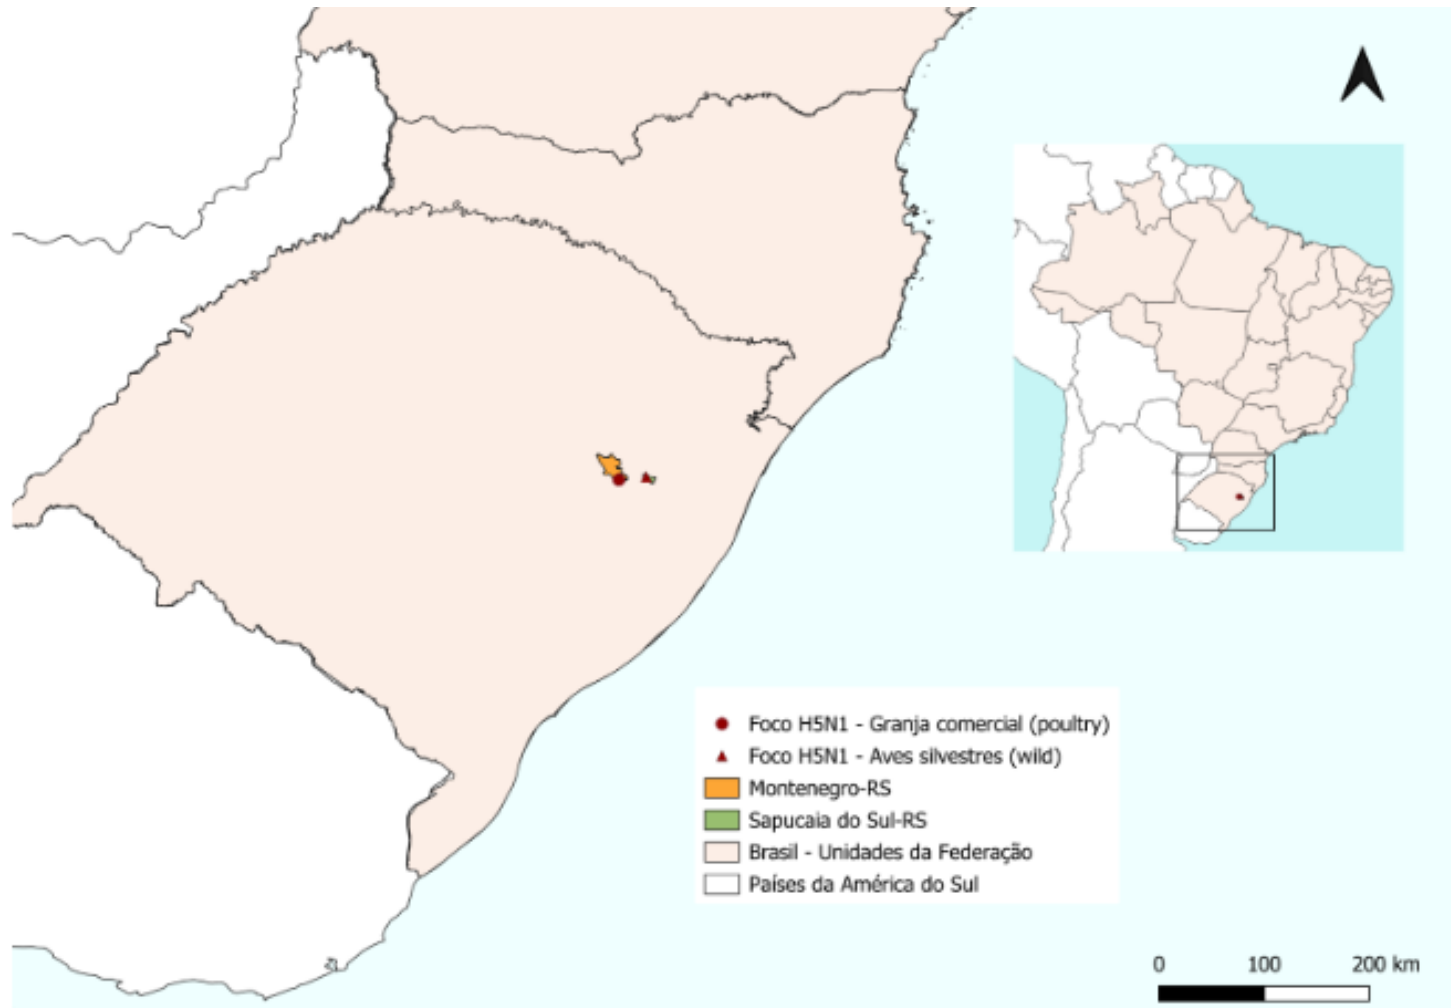 Foco H5N1 - Granja comercial (poultry)
Foco H5N1 - Aves silvestres (wild)
Montenegro-RS
Sapucaia do Sul-RS
Brasil - Unidades da Federação
Países da América do Sul
0 100 200 km